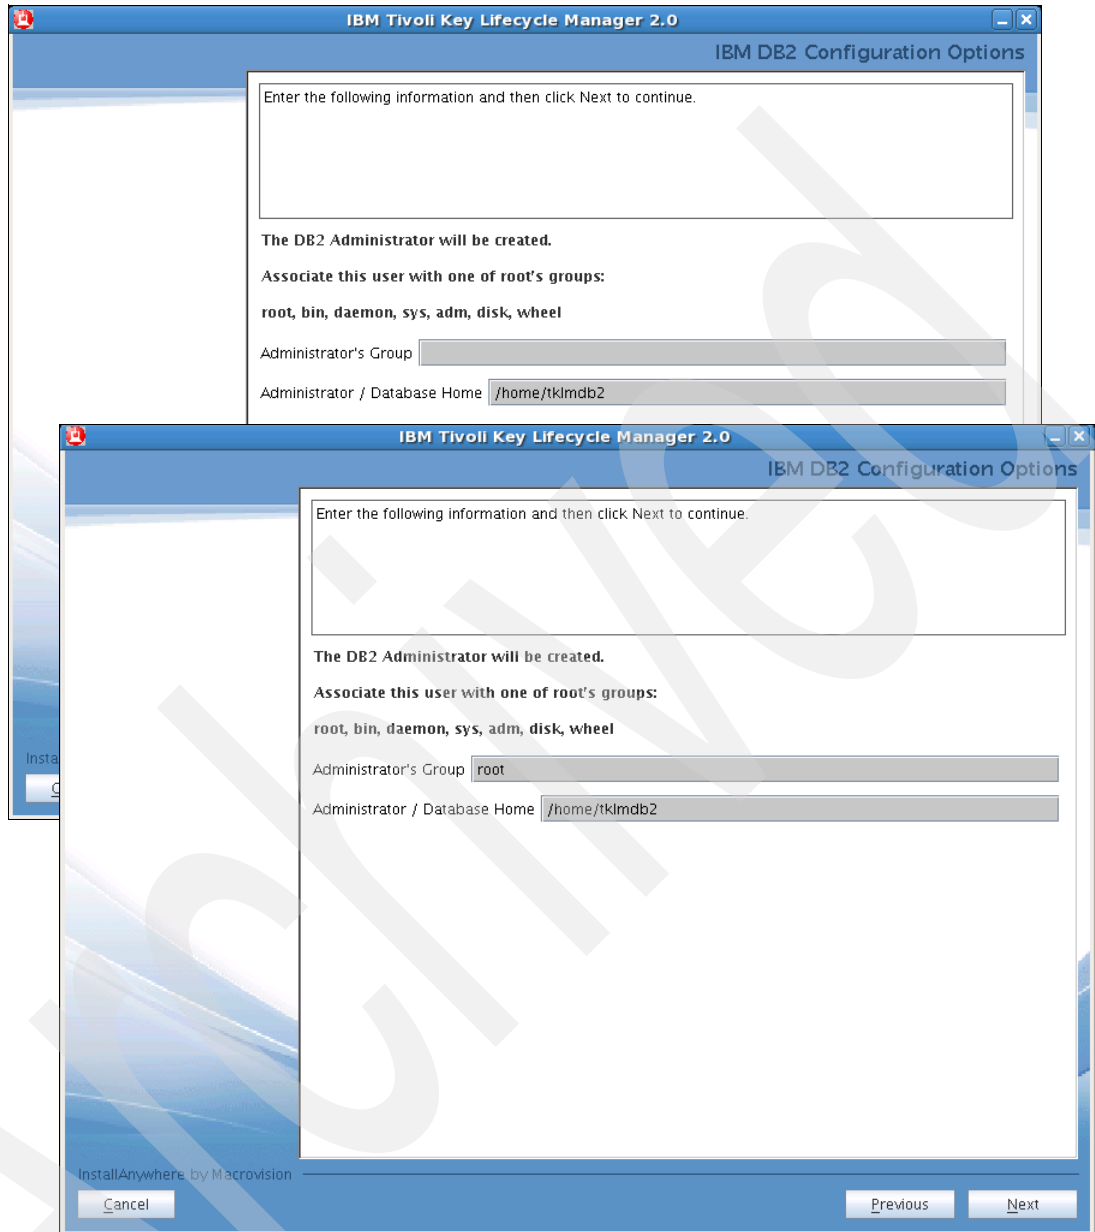 IBM Tivoli Key Lifecycle Manager 2.0
IBM DB2 Configuration Options
Enter the following information and then click Next to continue.
The DB2 Administrator will be created.
Associate this user with one of root's groups:
root, bin, daemon, sys, adm, disk, wheel
Administrator's Group
Administrator / Database Home /home/tklmdb2
IBM Tivoli Key Lifecycle Manager 2.0
IBM DB2 Configuration Options
Enter the following information and then click Next to continue.
The DB2 Administrator will be created.
Associate this user with one of root's groups:
root, bin, daemon, sys, adm, disk, wheel
Administrator's Group root
Administrator / Database Home /home/tklmdb2
InstallAnywhere by Macrovision
Cancel Previous Next